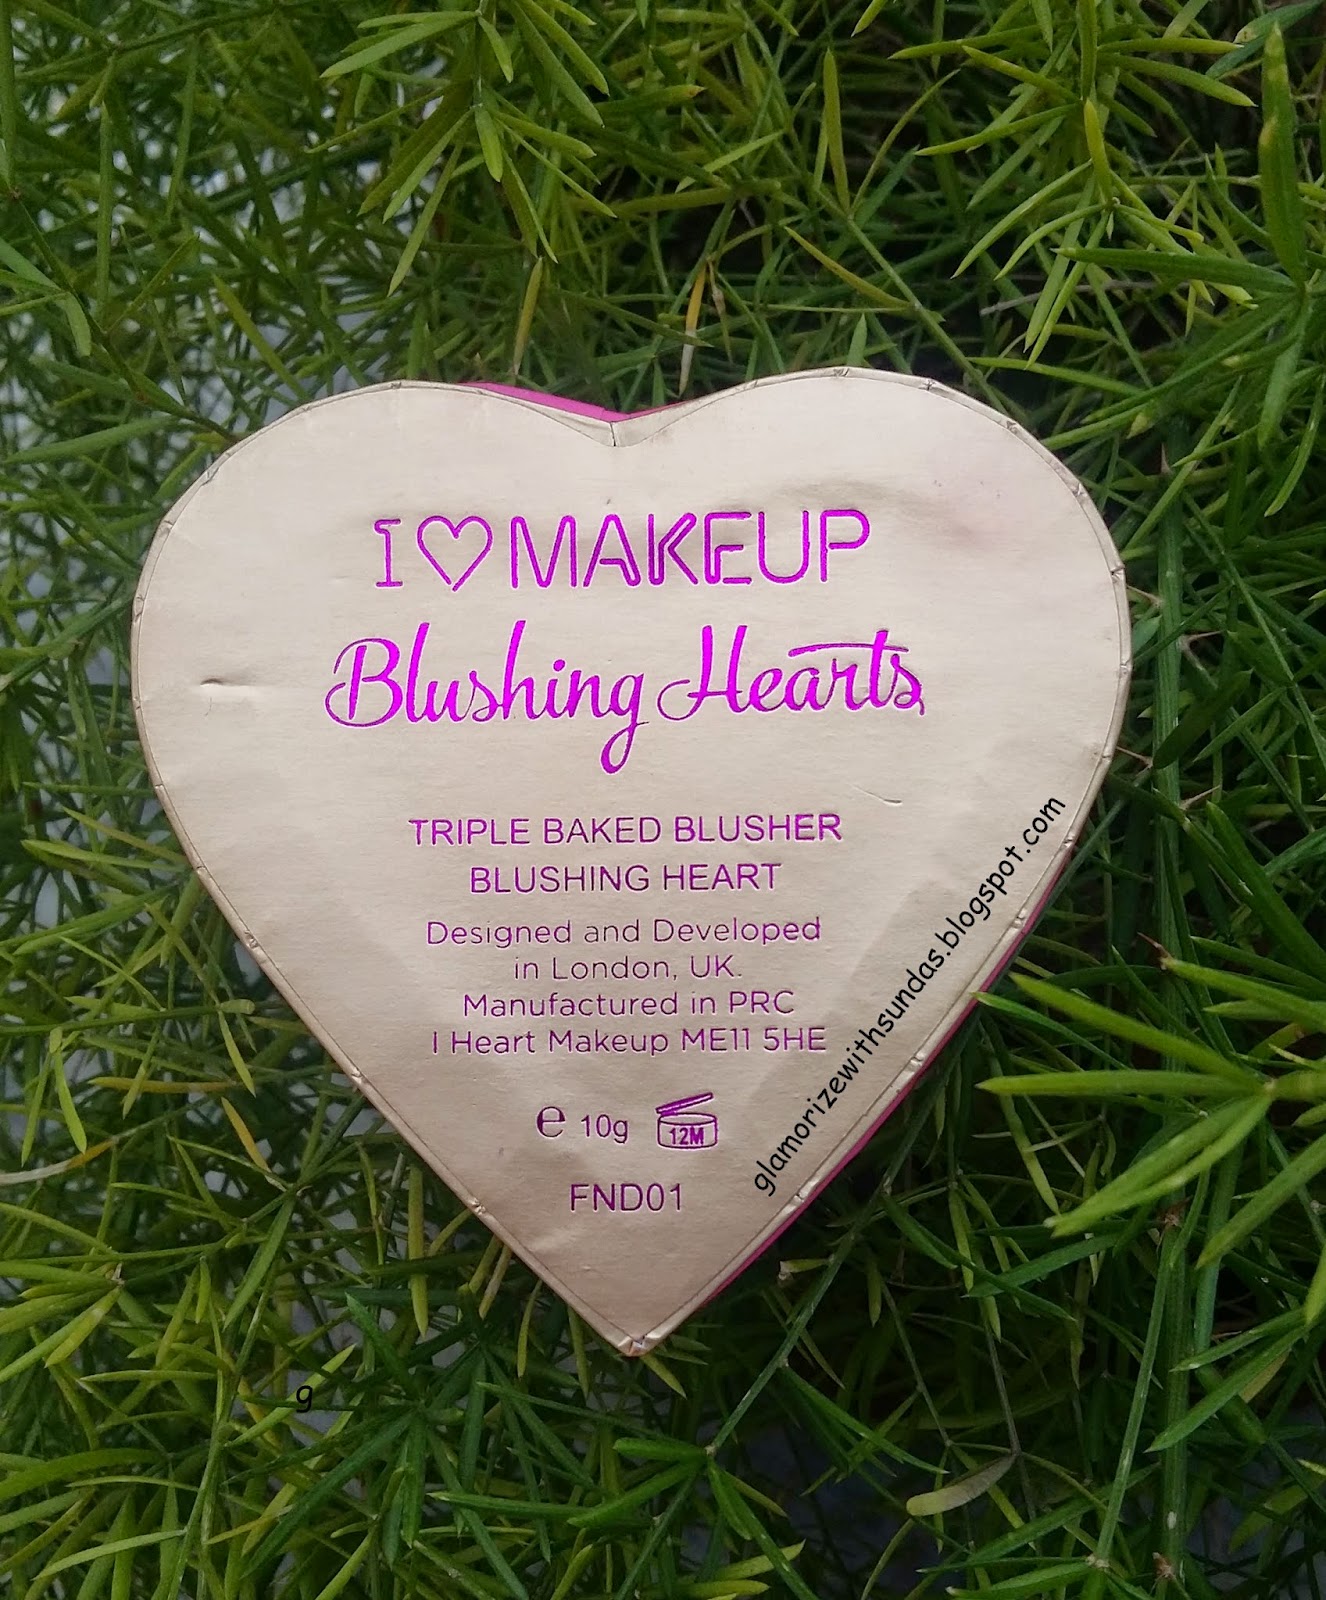 I ♡ MAKEUP
Blushing Hearts
TRIPLE BAKED BLUSHER
BLUSHING HEART
Designed and Developed
in London, UK.
Manufactured in PRC
I Heart Makeup ME11 5HE
e 10g 12M
FND01
glamorizewithsundas.blogspot.com
g